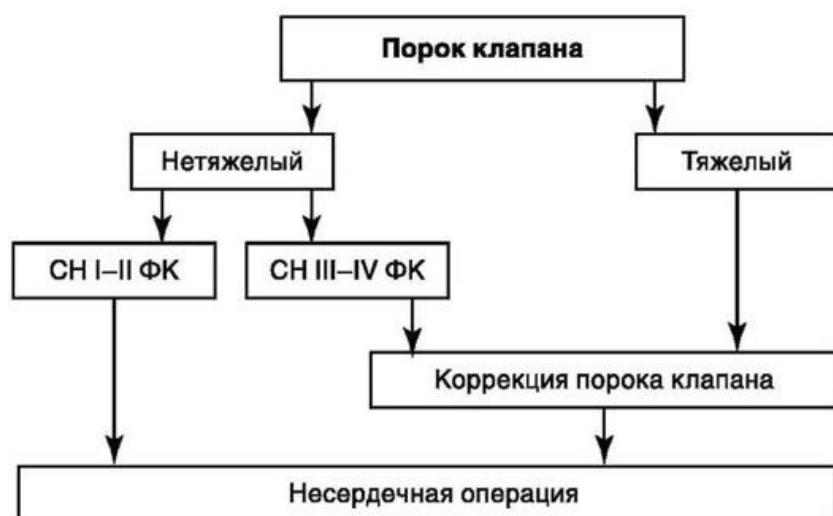 Порок клапана
Нетяжелый
Тяжелый
СН I–II ФК
СН III–IV ФК
Коррекция порока клапана
Несердечная операция